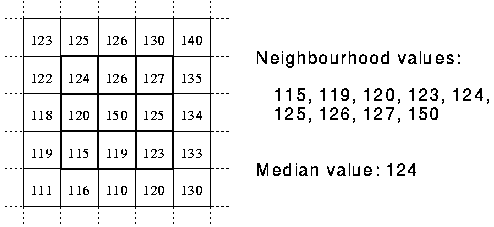 123 125 126 130 140
122 124 126 127 135
118 120 150 125 134
119 115 119 123 133
111 116 110 120 130
Neighbourhood values:
115, 119, 120, 123, 124,
125, 126, 127, 150
Median value: 124